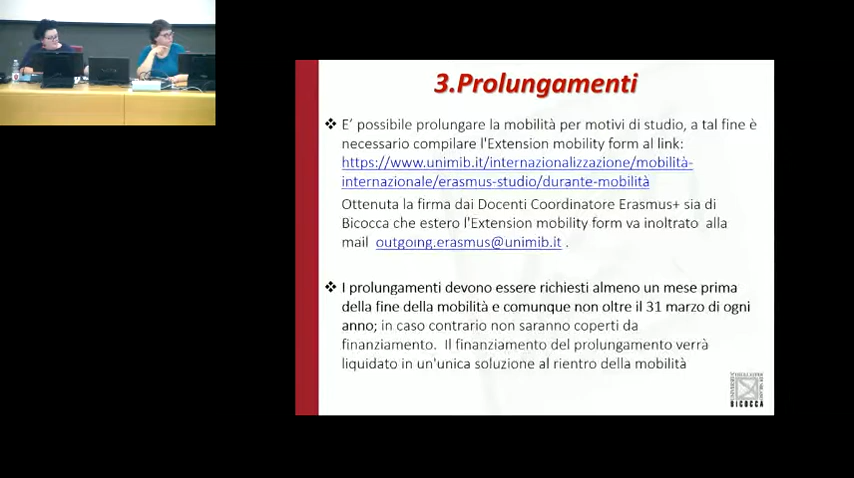 3.Prolungamenti
❖ E' possibile prolungare la mobilità per motivi di studio, a tal fine è
necessario compilare l'Extension mobility form al link:
https://www.unimib.it/internazionalizzazione/mobilità-
internazionale/erasmus-studio/durante-mobilità
Ottenuta la firma dai Docenti Coordinatore Erasmus+ sia di
Bicocca che estero l'Extension mobility form va inoltrato alla
mail outgoing.erasmus@unimib.it .
❖ I prolungamenti devono essere richiesti almeno un mese prima
della fine della mobilità e comunque non oltre il 31 marzo di ogni
anno; in caso contrario non saranno coperti da
finanziamento. Il finanziamento del prolungamento verrà
liquidato in un'unica soluzione al rientro della mobilità
BICOCCA